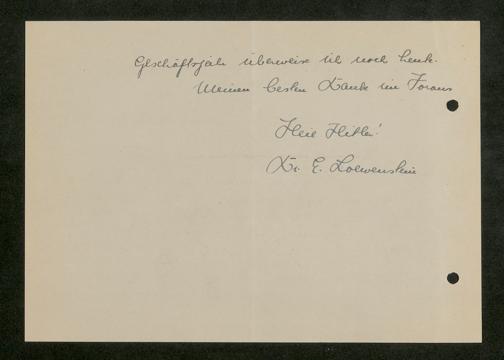 Geschäftsjahr überweise ich noch heute.
Meinen besten Dank im Voraus
Heil Hitler!
Dr. E. Loewenstein